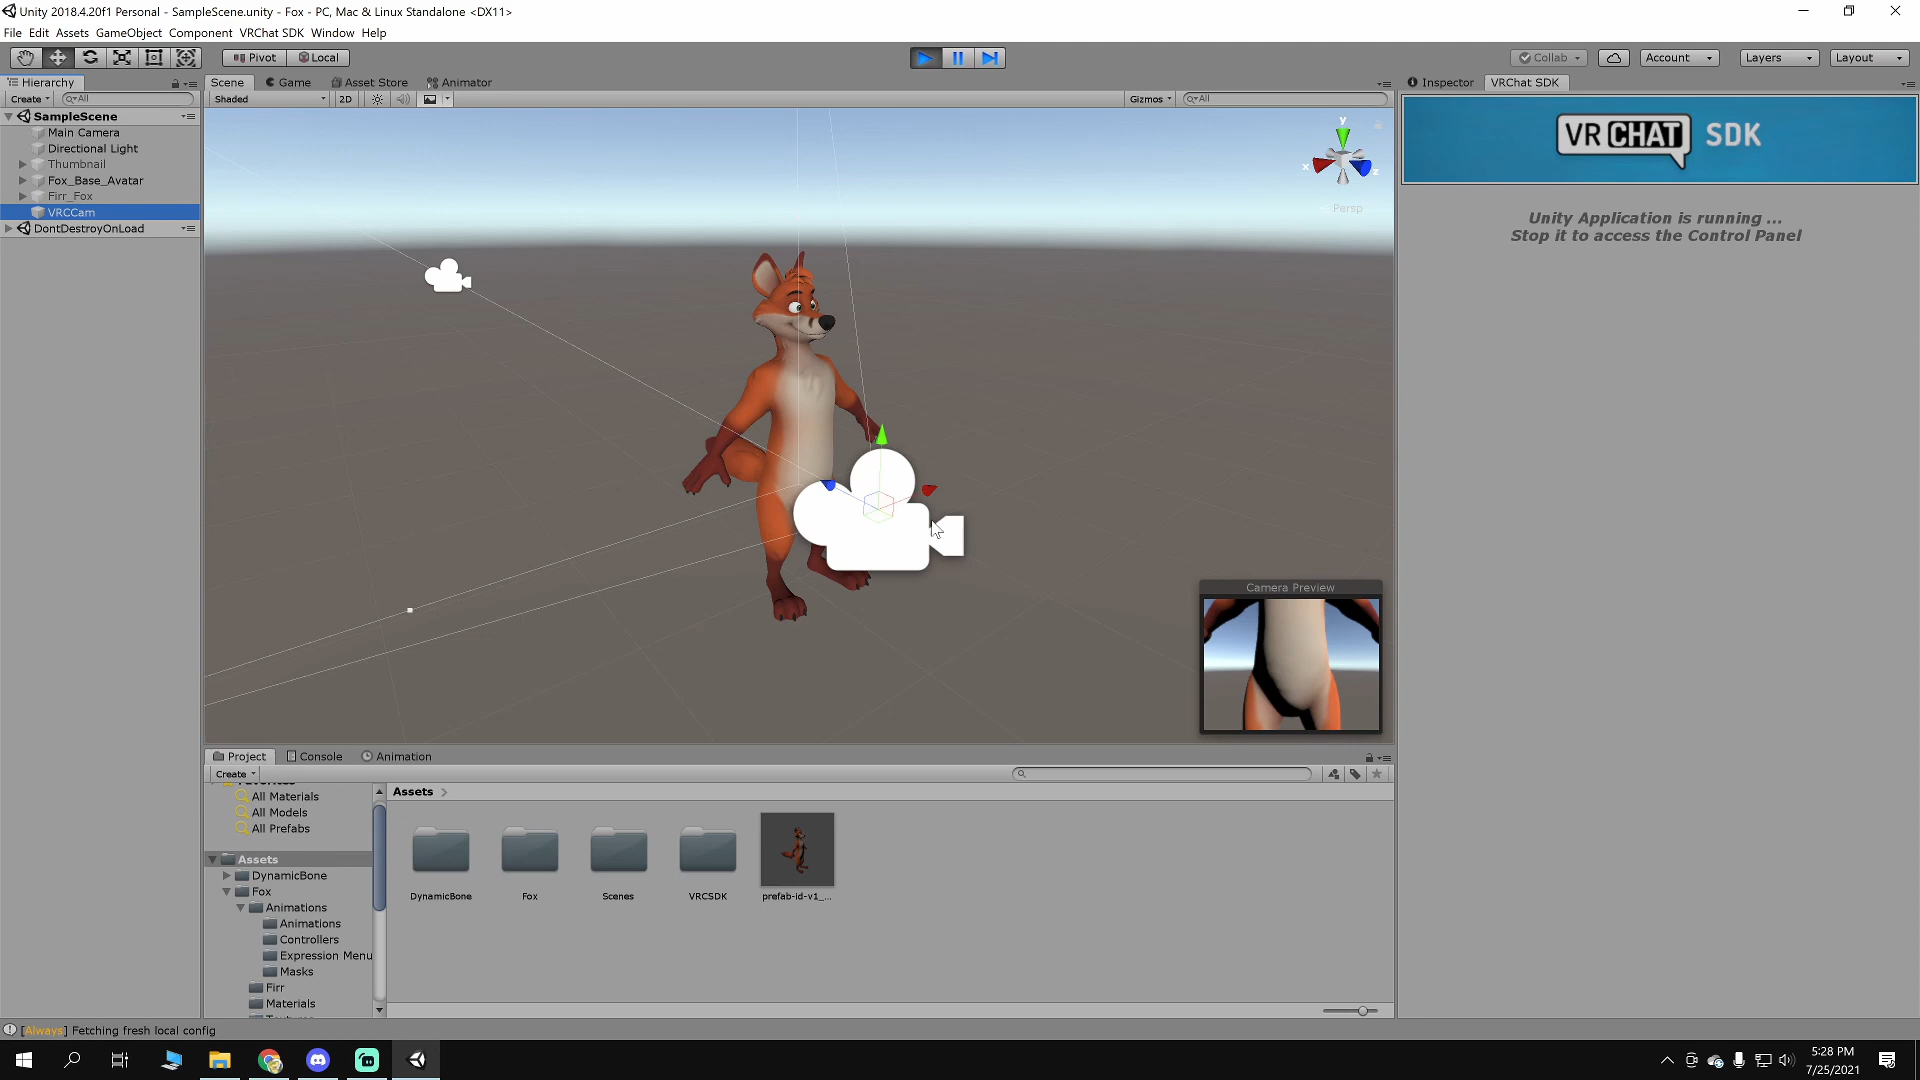 Unity 2018.4.20f1 Personal - SampleScene.unity - Fox - PC, Mac & Linux Standalone <DX11>
File Edit Assets GameObject Component VRChat SDK Window Help
Pivot Local Collab Account Layers Layout
Hierarchy Scene Game Asset Store Animator Inspector VRChat SDK
Create All Shaded 2D Gizmos All
SampleScene
Main Camera
Directional Light
Thumbnail
Fox_Base_Avatar
Firr_Fox
VRCCam
DontDestroyOnLoad
y
x
z
Persp
VR CHAT SDK
Unity Application is running ...
Stop it to access the Control Panel
Camera Preview
Project Console Animation
Create
All Materials
All Models
All Prefabs
Assets
DynamicBone
Fox
Animations
Animations
Controllers
Expression Menu
Masks
Firr
Materials
Assets
DynamicBone Fox Scenes VRCSDK prefab-id-v1_...
[Always] Fetching fresh local config
5:28 PM
7/25/2021